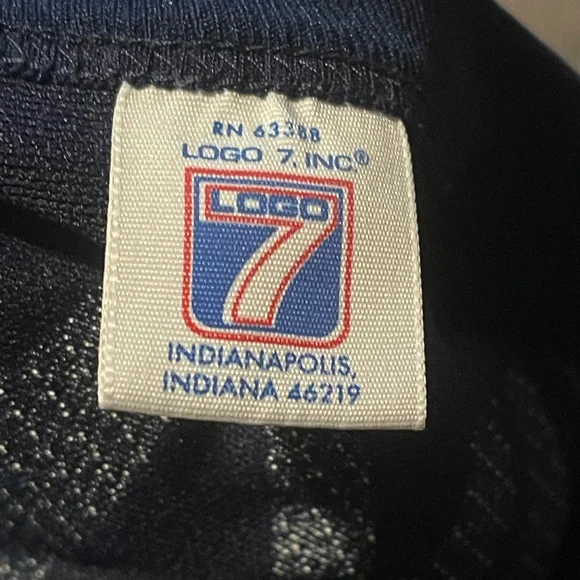 RN 63388
LOGO 7, INC.®
LOGO
7
INDIANAPOLIS,
INDIANA 46219